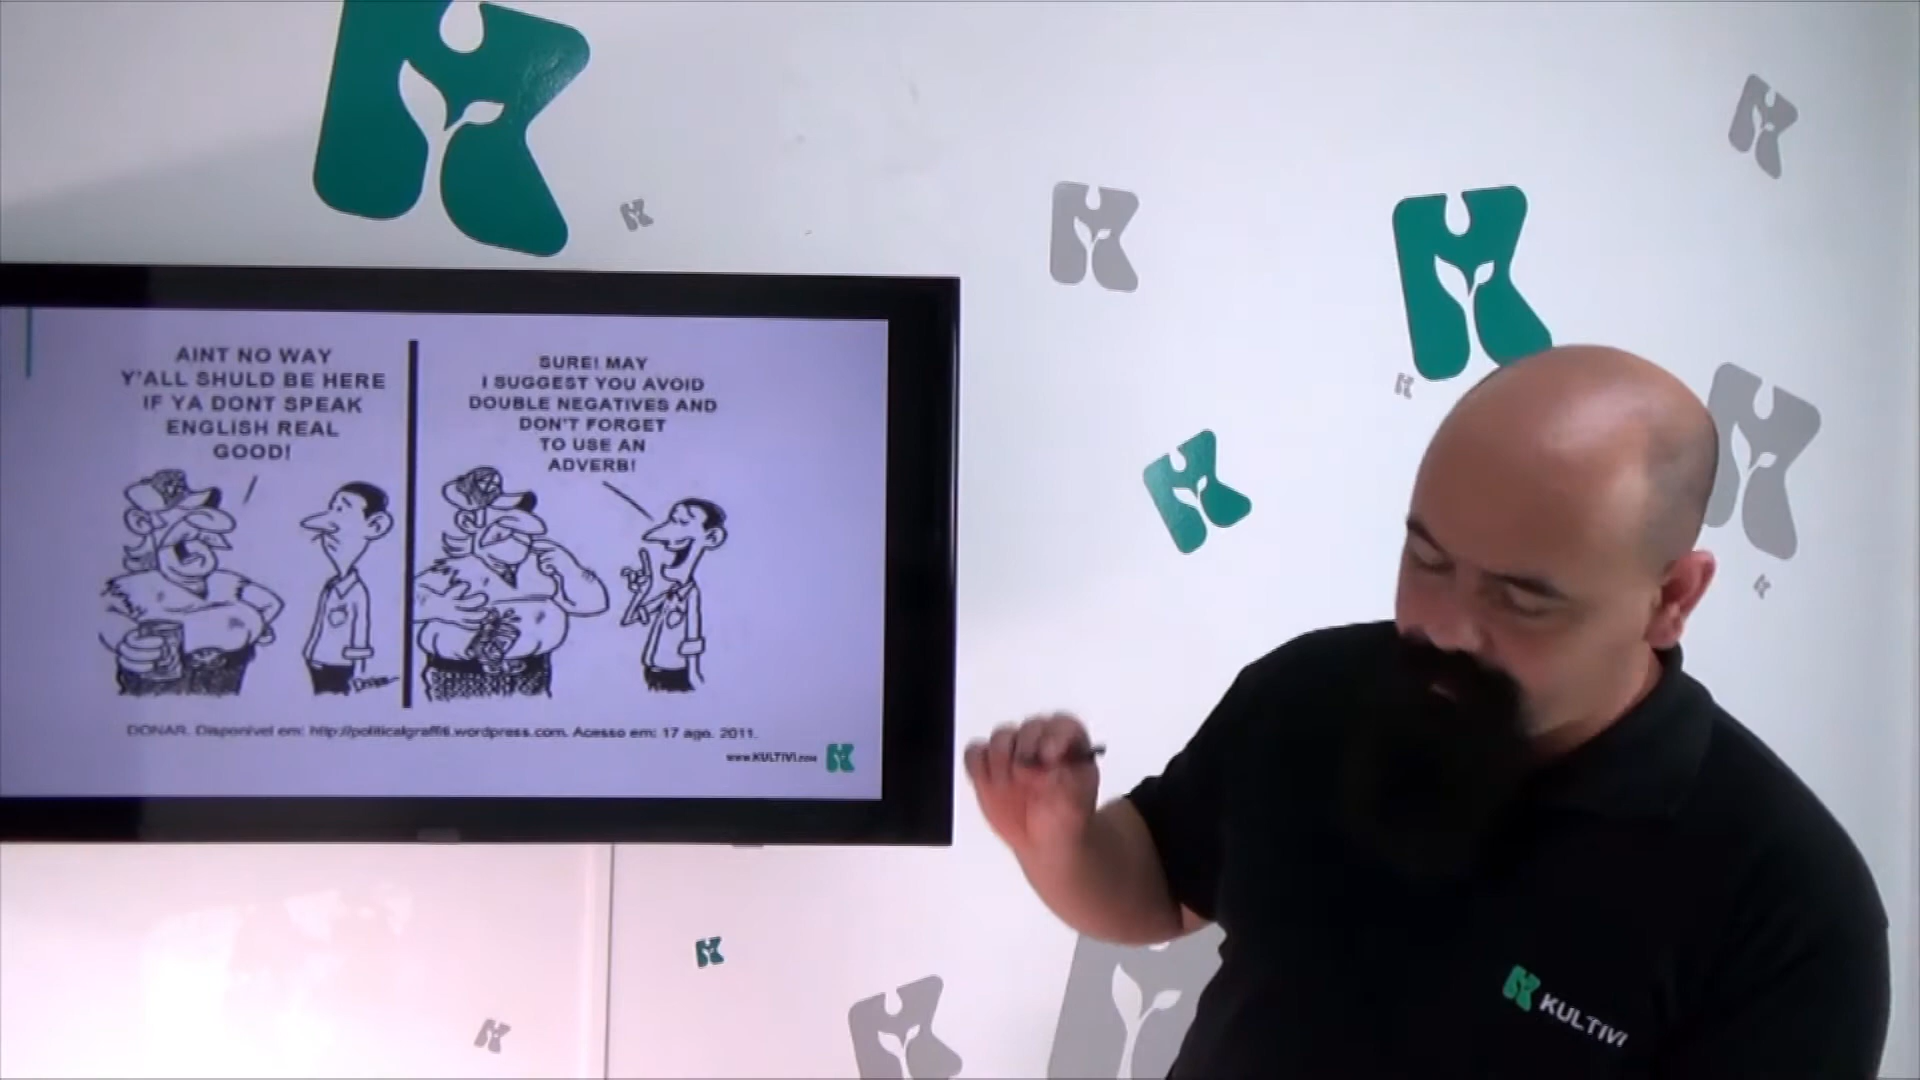 AINT NO WAY
Y'ALL SHULD BE HERE
IF YA DONT SPEAK
ENGLISH REAL
GOOD!
SURE! MAY
I SUGGEST YOU AVOID
DOUBLE NEGATIVES AND
DON'T FORGET
TO USE AN
ADVERB!
DONAR. Disponível em: http://politicalgraffiti.wordpress.com. Acesso em: 17 ago. 2011.
www.KULTIVI.com
KULTIVI